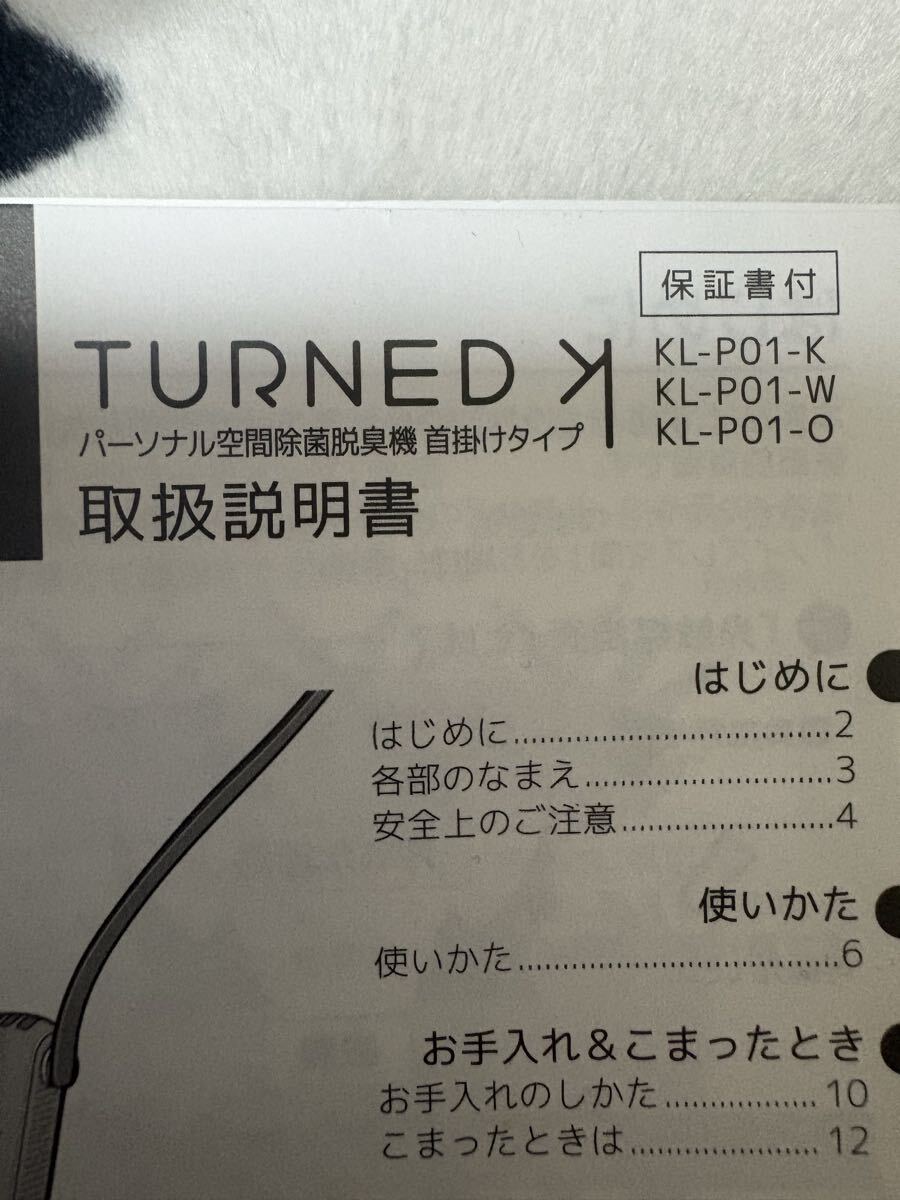 保証書付
TURNED K
KL-P01-K
KL-P01-W
KL-P01-O
パーソナル空間除菌脱臭機 首掛けタイプ
取扱説明書
はじめに
はじめに....................................2
各部のなまえ............................3
安全上のご注意........................4
使いかた
使いかた....................................6
お手入れ&こまったとき
お手入れのしかた.................10
こまったときは.....................12